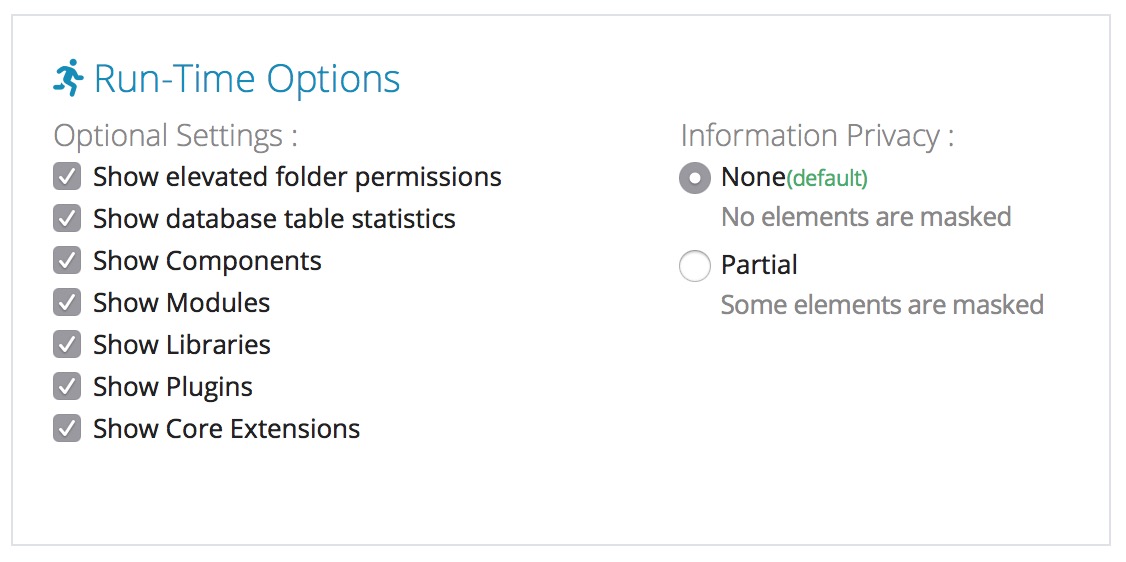 Run-Time Options
Optional Settings :
Show elevated folder permissions
Show database table statistics
Show Components
Show Modules
Show Libraries
Show Plugins
Show Core Extensions
Information Privacy :
None(default)
No elements are masked
Partial
Some elements are masked